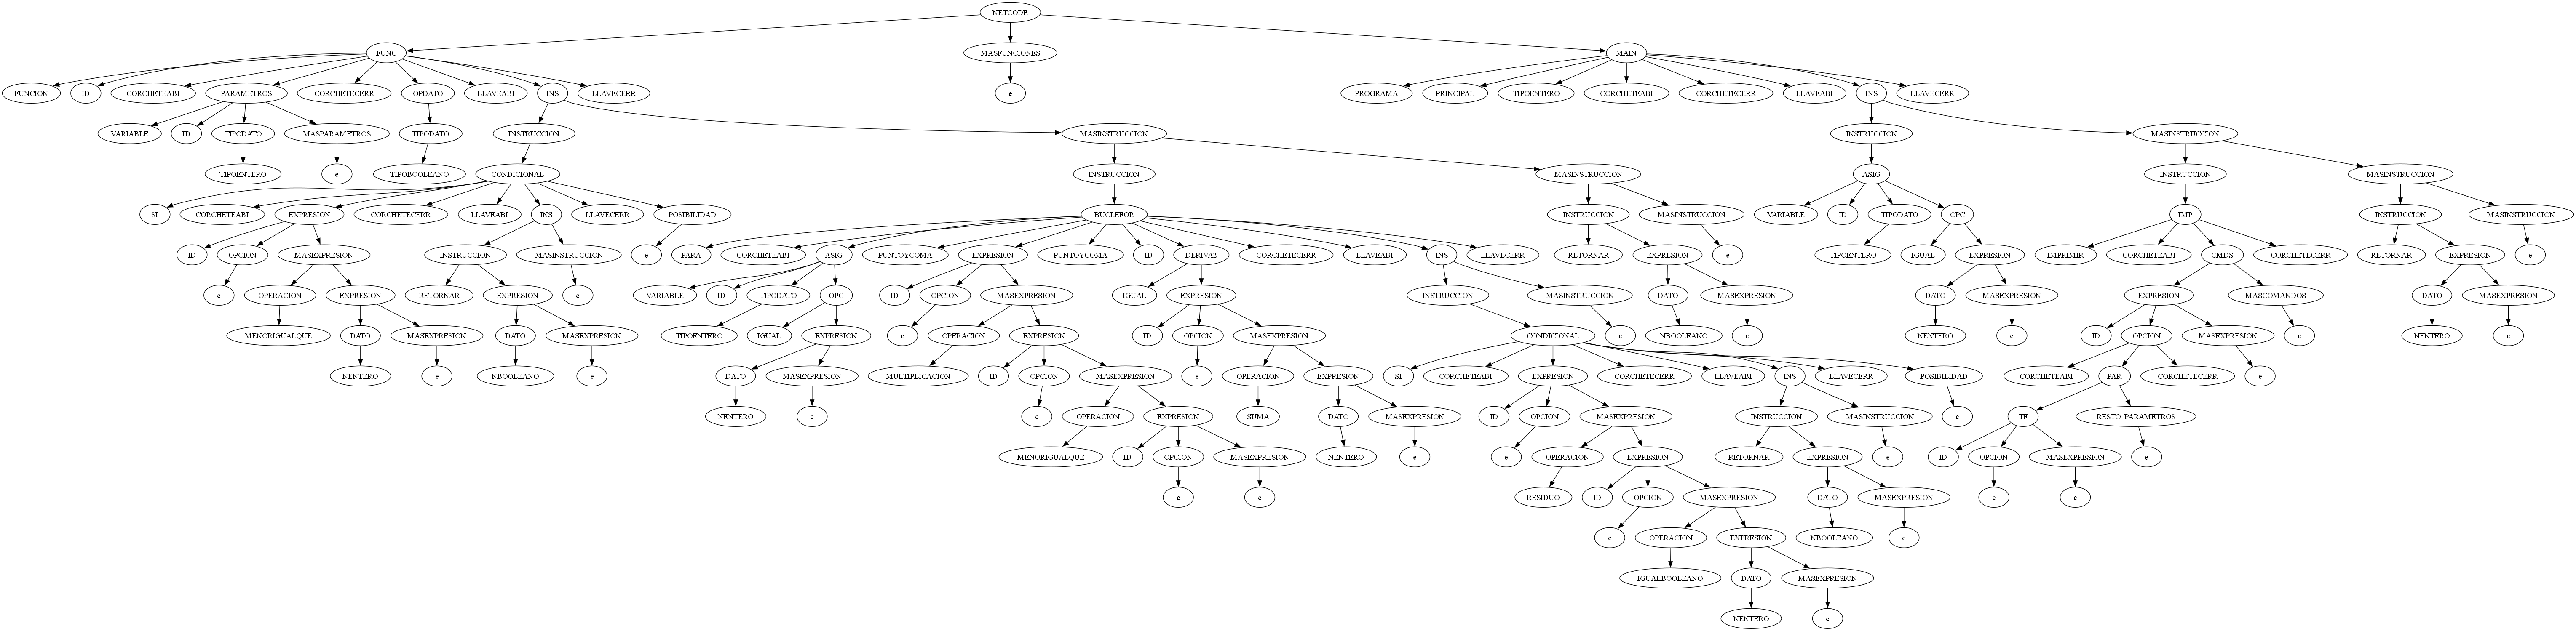 NETCODE
FUNC MASFUNCIONES MAIN
FUNCION ID CORCHETEABI PARAMETROS CORCHETECERR OPDATO LLAVEABI INS LLAVECERR e PROGRAMA PRINCIPAL TIPOENTERO CORCHETEABI CORCHETECERR LLAVEABI INS LLAVECERR
VARIABLE ID TIPODATO MASPARAMETROS TIPODATO INSTRUCCION MASINSTRUCCION INSTRUCCION MASINSTRUCCION
TIPOENTERO e TIPOBOOLEANO CONDICIONAL INSTRUCCION MASINSTRUCCION ASIG INSTRUCCION MASINSTRUCCION
SI CORCHETEABI EXPRESION CORCHETECERR LLAVEABI INS LLAVECERR POSIBILIDAD BUCLEFOR INSTRUCCION MASINSTRUCCION VARIABLE ID TIPODATO OPC IMP INSTRUCCION MASINSTRUCCION
ID OPCION MASEXPRESION INSTRUCCION MASINSTRUCCION e PARA CORCHETEABI ASIG PUNTOYCOMA EXPRESION PUNTOYCOMA ID DERIVA2 CORCHETECERR LLAVEABI INS LLAVECERR RETORNAR EXPRESION e TIPOENTERO IGUAL EXPRESION IMPRIMIR CORCHETEABI CMDS CORCHETECERR RETORNAR EXPRESION e
e OPERACION EXPRESION RETORNAR EXPRESION e VARIABLE ID TIPODATO OPC ID OPCION MASEXPRESION IGUAL EXPRESION INSTRUCCION MASINSTRUCCION DATO MASEXPRESION DATO MASEXPRESION EXPRESION MASCOMANDOS DATO MASEXPRESION
MENORIGUALQUE DATO MASEXPRESION DATO MASEXPRESION TIPOENTERO IGUAL EXPRESION e OPERACION EXPRESION ID OPCION MASEXPRESION CONDICIONAL e NBOOLEANO e NENTERO e ID OPCION MASEXPRESION e NENTERO e
NENTERO e NBOOLEANO e DATO MASEXPRESION MULTIPLICACION ID OPCION MASEXPRESION e OPERACION EXPRESION SI CORCHETEABI EXPRESION CORCHETECERR LLAVEABI INS LLAVECERR POSIBILIDAD CORCHETEABI PAR CORCHETECERR e
NENTERO e e OPERACION EXPRESION SUMA DATO MASEXPRESION ID OPCION MASEXPRESION INSTRUCCION MASINSTRUCCION e TF RESTO_PARAMETROS
MENORIGUALQUE ID OPCION MASEXPRESION NENTERO e e OPERACION EXPRESION RETORNAR EXPRESION e ID OPCION MASEXPRESION e
e e RESIDUO ID OPCION MASEXPRESION DATO MASEXPRESION e e
e OPERACION EXPRESION NBOOLEANO e
IGUALBOOLEANO DATO MASEXPRESION
NENTERO e